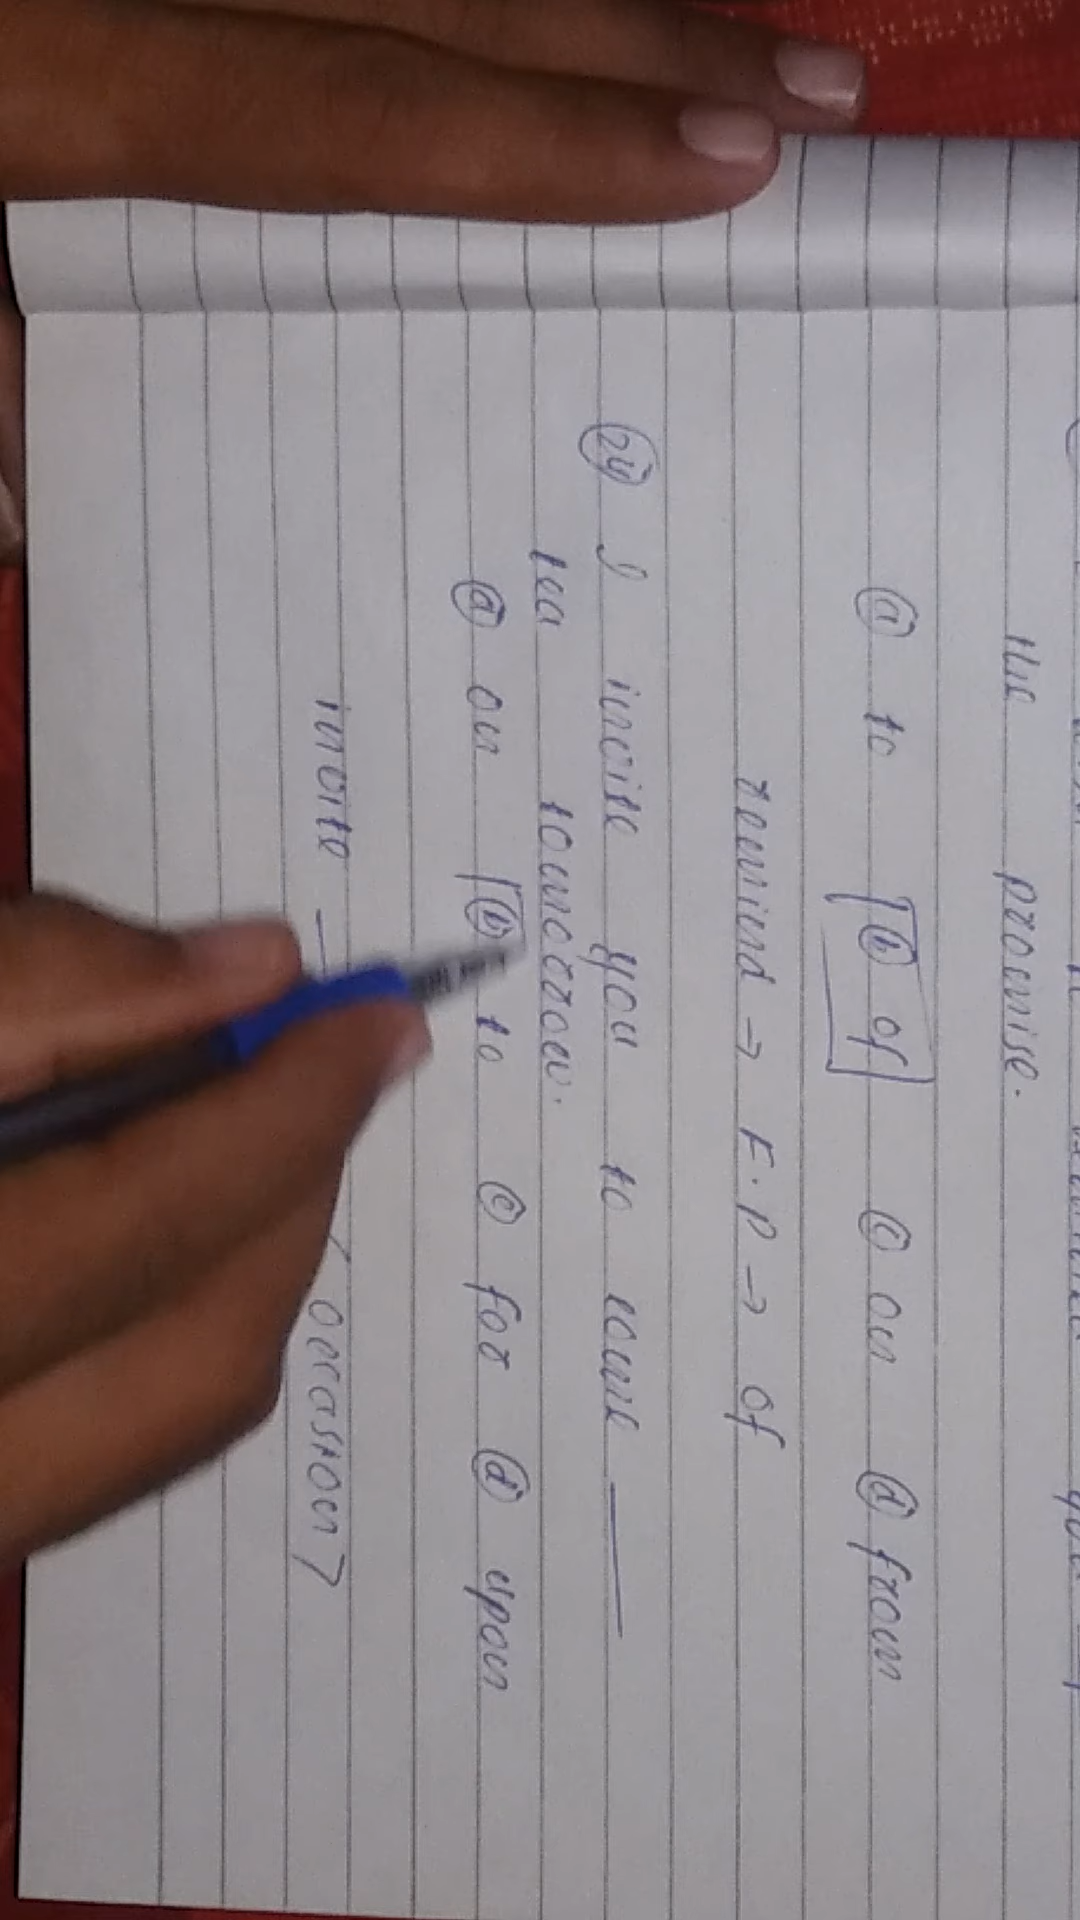 the promise.
ⓐ to ⓑ of ⓒ on ⓓ from
remind → F.P → of
24 I invite you to come ____
tea tomorrow.
ⓐ on ⓑ to ⓒ for ⓓ upon
invite — ( occasion )